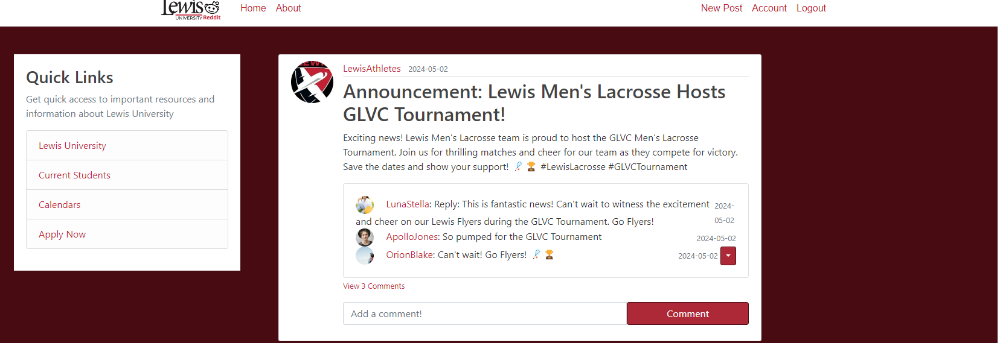 Lewis
UNIVERSITY Reddit
Home About
New Post Account Logout
Quick Links
Get quick access to important resources and
information about Lewis University
Lewis University
Current Students
Calendars
Apply Now
LewisAthletes 2024-05-02
Announcement: Lewis Men's Lacrosse Hosts
GLVC Tournament!
Exciting news! Lewis Men's Lacrosse team is proud to host the GLVC Men's Lacrosse
Tournament. Join us for thrilling matches and cheer for our team as they compete for victory.
Save the dates and show your support! 🥍 🏆 #LewisLacrosse #GLVCTournament
LunaStella: Reply: This is fantastic news! Can't wait to witness the excitement 2024-
and cheer on our Lewis Flyers during the GLVC Tournament. Go Flyers! 05-02
ApolloJones: So pumped for the GLVC Tournament 2024-05-02
OrionBlake: Can't wait! Go Flyers! 🥍 🏆 2024-05-02
View 3 Comments
Add a comment! Comment